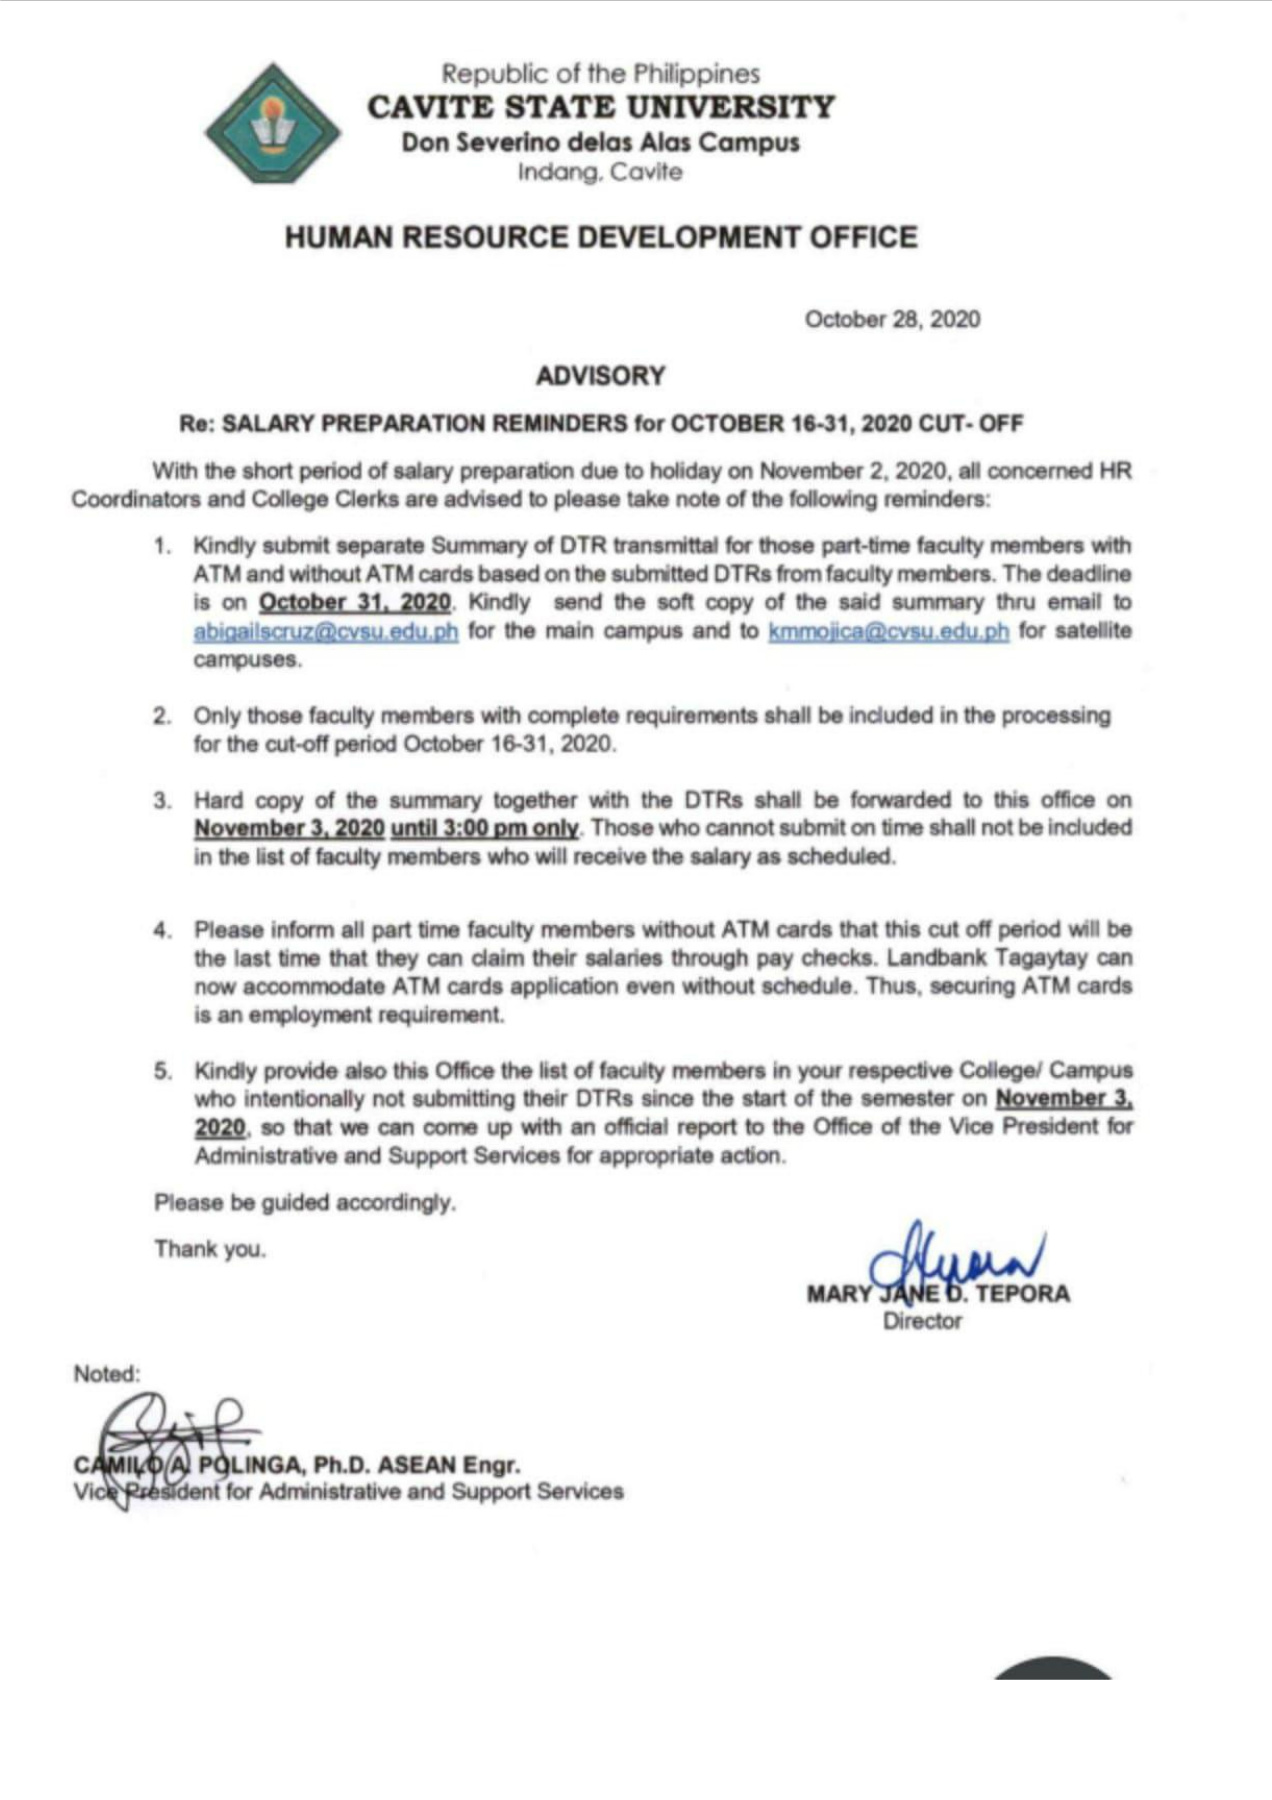 Republic of the Philippines
CAVITE STATE UNIVERSITY
Don Severino delas Alas Campus
Indang, Cavite
HUMAN RESOURCE DEVELOPMENT OFFICE
October 28, 2020
ADVISORY
Re: SALARY PREPARATION REMINDERS for OCTOBER 16-31, 2020 CUT- OFF
With the short period of salary preparation due to holiday on November 2, 2020, all concerned HR
Coordinators and College Clerks are advised to please take note of the following reminders:
1. Kindly submit separate Summary of DTR transmittal for those part-time faculty members with
ATM and without ATM cards based on the submitted DTRs from faculty members. The deadline
is on October 31, 2020. Kindly send the soft copy of the said summary thru email to
abigailscruz@cvsu.edu.ph for the main campus and to kmmojica@cvsu.edu.ph for satellite
campuses.
2. Only those faculty members with complete requirements shall be included in the processing
for the cut-off period October 16-31, 2020.
3. Hard copy of the summary together with the DTRs shall be forwarded to this office on
November 3, 2020 until 3:00 pm only. Those who cannot submit on time shall not be included
in the list of faculty members who will receive the salary as scheduled.
4. Please inform all part time faculty members without ATM cards that this cut off period will be
the last time that they can claim their salaries through pay checks. Landbank Tagaytay can
now accommodate ATM cards application even without schedule. Thus, securing ATM cards
is an employment requirement.
5. Kindly provide also this Office the list of faculty members in your respective College/ Campus
who intentionally not submitting their DTRs since the start of the semester on November 3,
2020, so that we can come up with an official report to the Office of the Vice President for
Administrative and Support Services for appropriate action.
Please be guided accordingly.
Thank you.
MARY JANE D. TEPORA
Director
Noted:
CAMILO A. POLINGA, Ph.D. ASEAN Engr.
Vice President for Administrative and Support Services